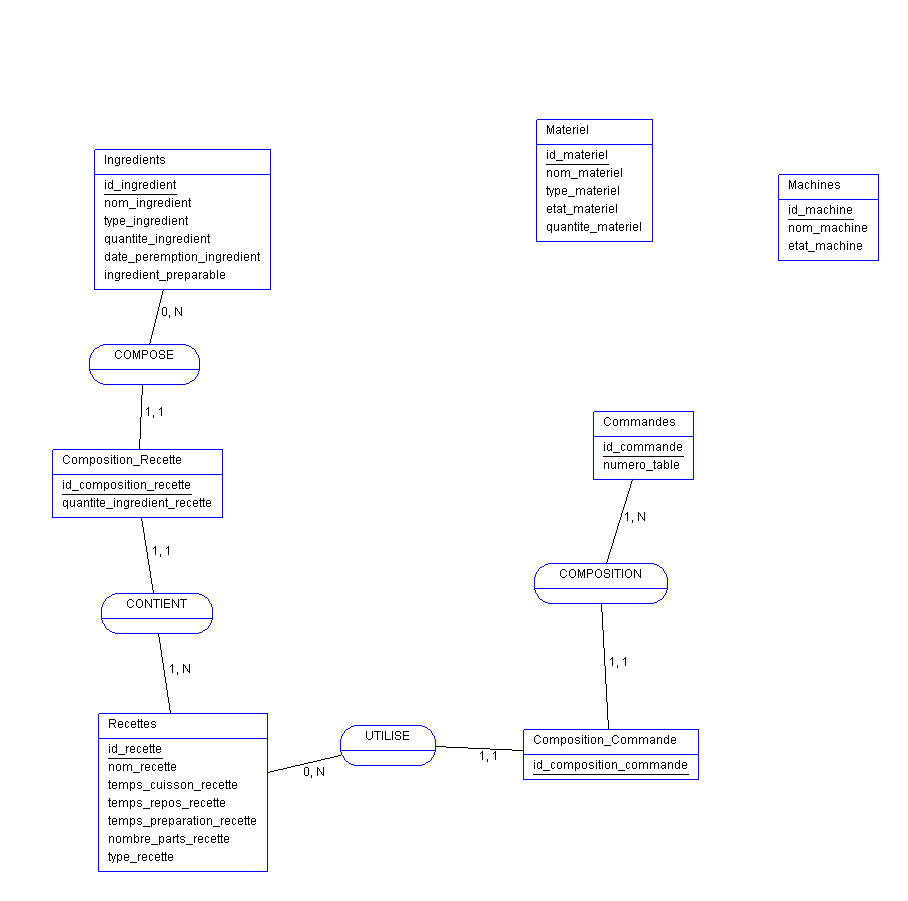 Materiel
id_materiel
nom_materiel
type_materiel
etat_materiel
quantite_materiel
Ingredients
id_ingredient
nom_ingredient
type_ingredient
quantite_ingredient
date_peremption_ingredient
ingredient_preparable
Machines
id_machine
nom_machine
etat_machine
0, N
COMPOSE
1, 1
Commandes
id_commande
numero_table
Composition_Recette
id_composition_recette
quantite_ingredient_recette
1, N
1, 1
COMPOSITION
CONTIENT
1, 1
1, N
Recettes
id_recette
nom_recette
temps_cuisson_recette
temps_repos_recette
temps_preparation_recette
nombre_parts_recette
type_recette
UTILISE
0, N
1, 1
Composition_Commande
id_composition_commande